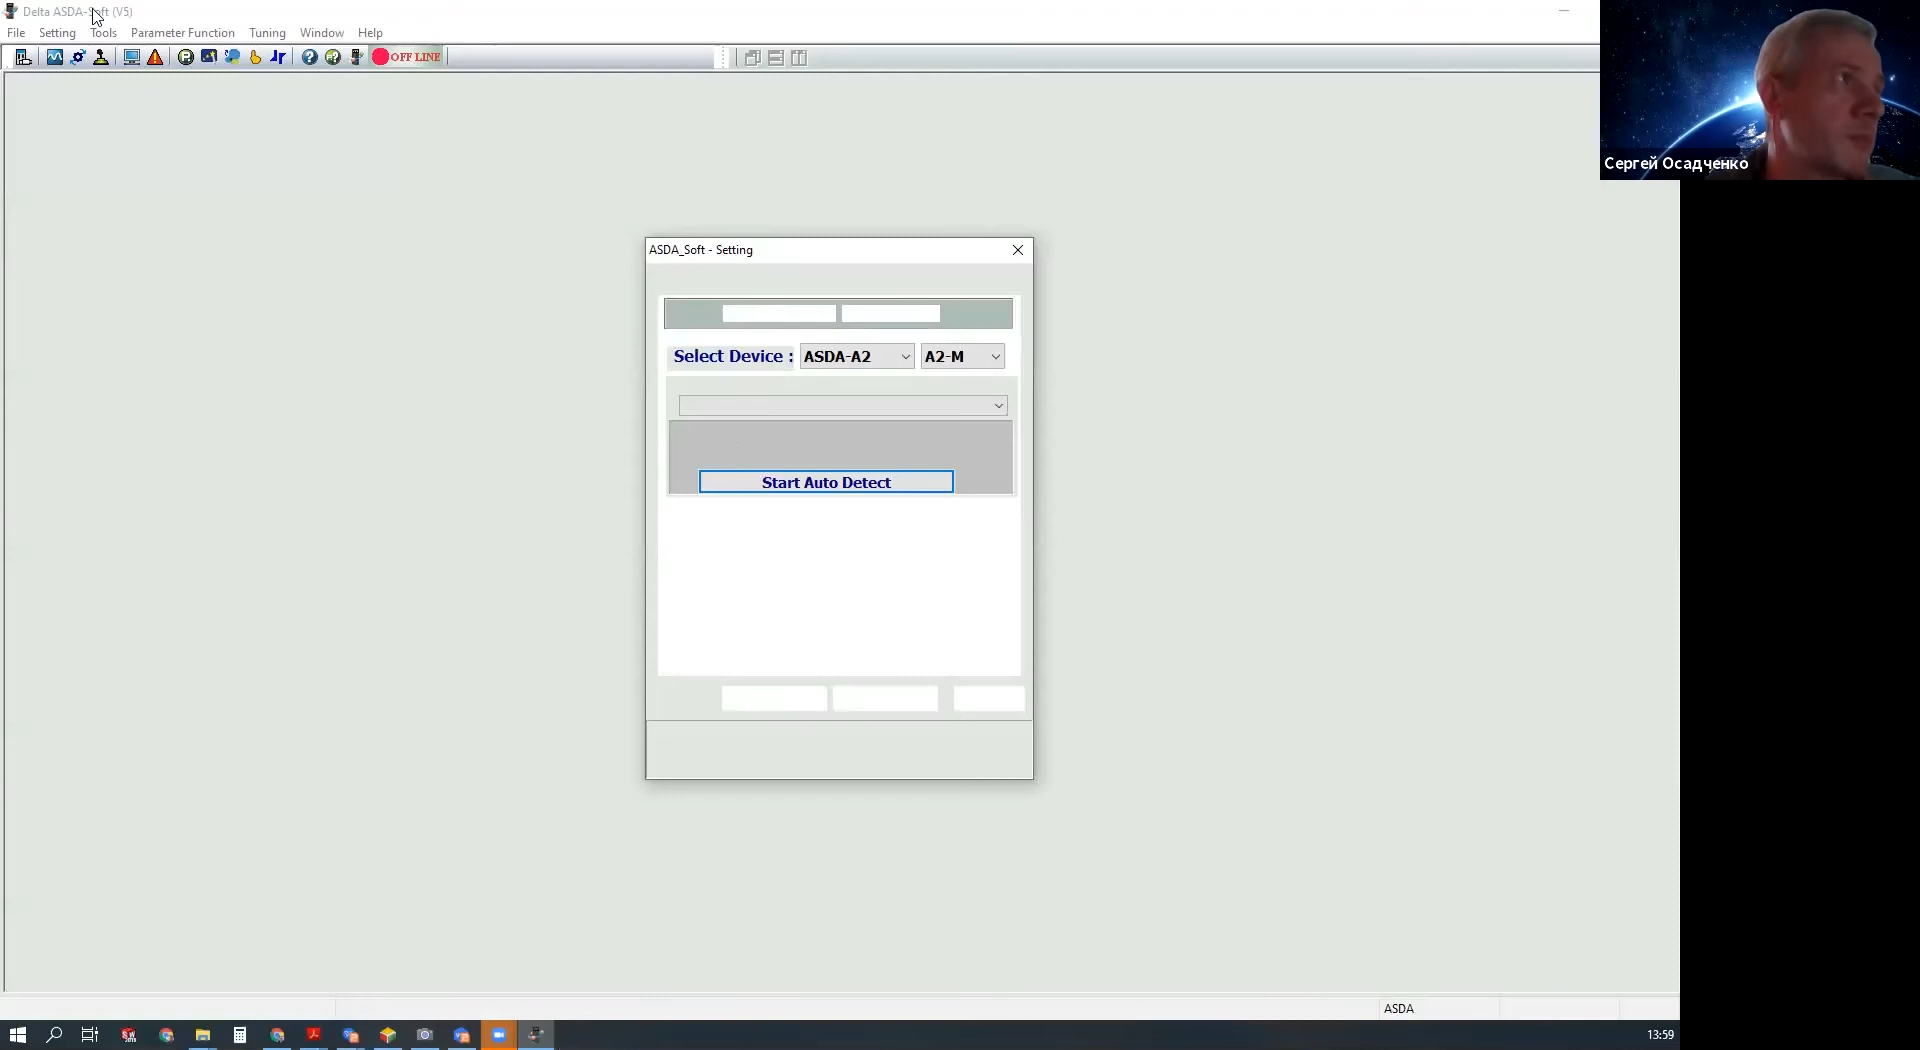 Delta ASDA-Soft (V5)
File Setting Tools Parameter Function Tuning Window Help
OFF LINE
Сергей Осадченко
ASDA_Soft - Setting
Select Device : ASDA-A2 A2-M
Start Auto Detect
ASDA
13:59